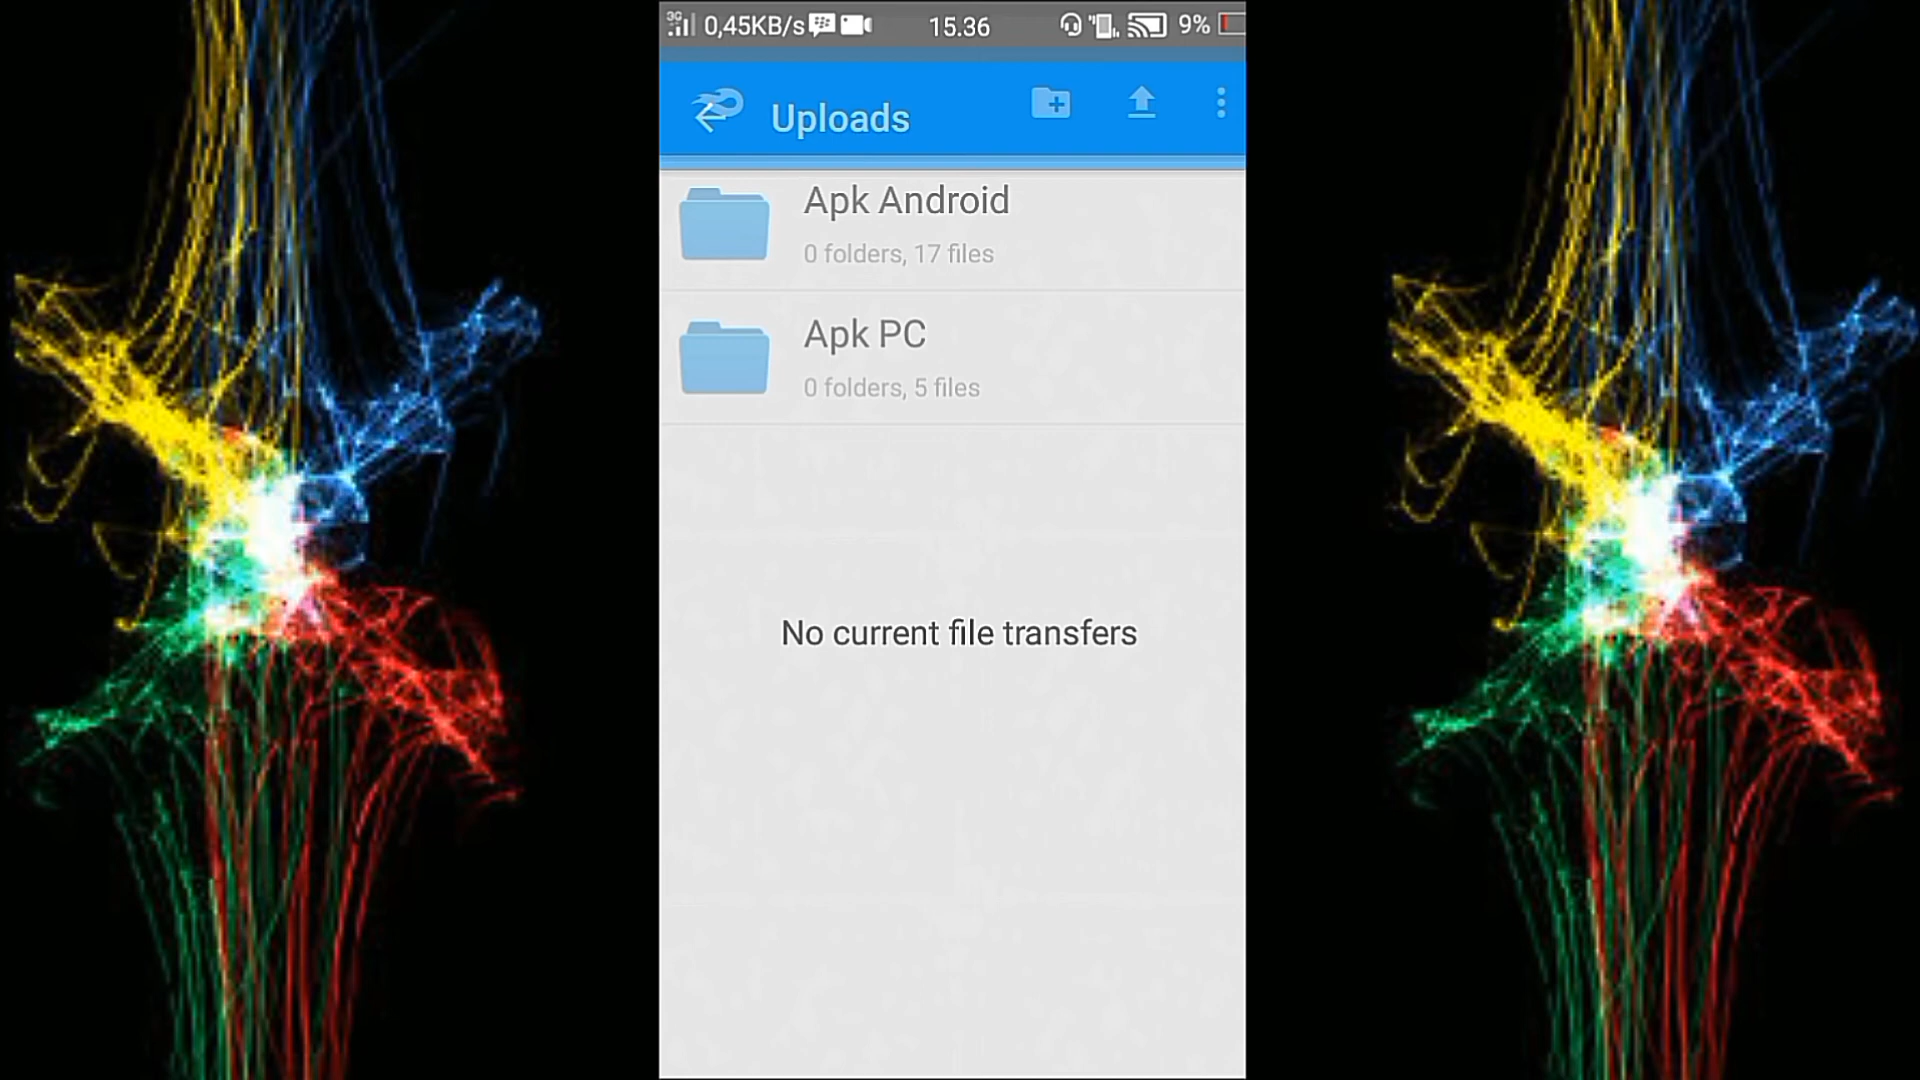 3G 0,45KB/s 15.36 9%
Uploads
Apk Android
0 folders, 17 files
Apk PC
0 folders, 5 files
No current file transfers